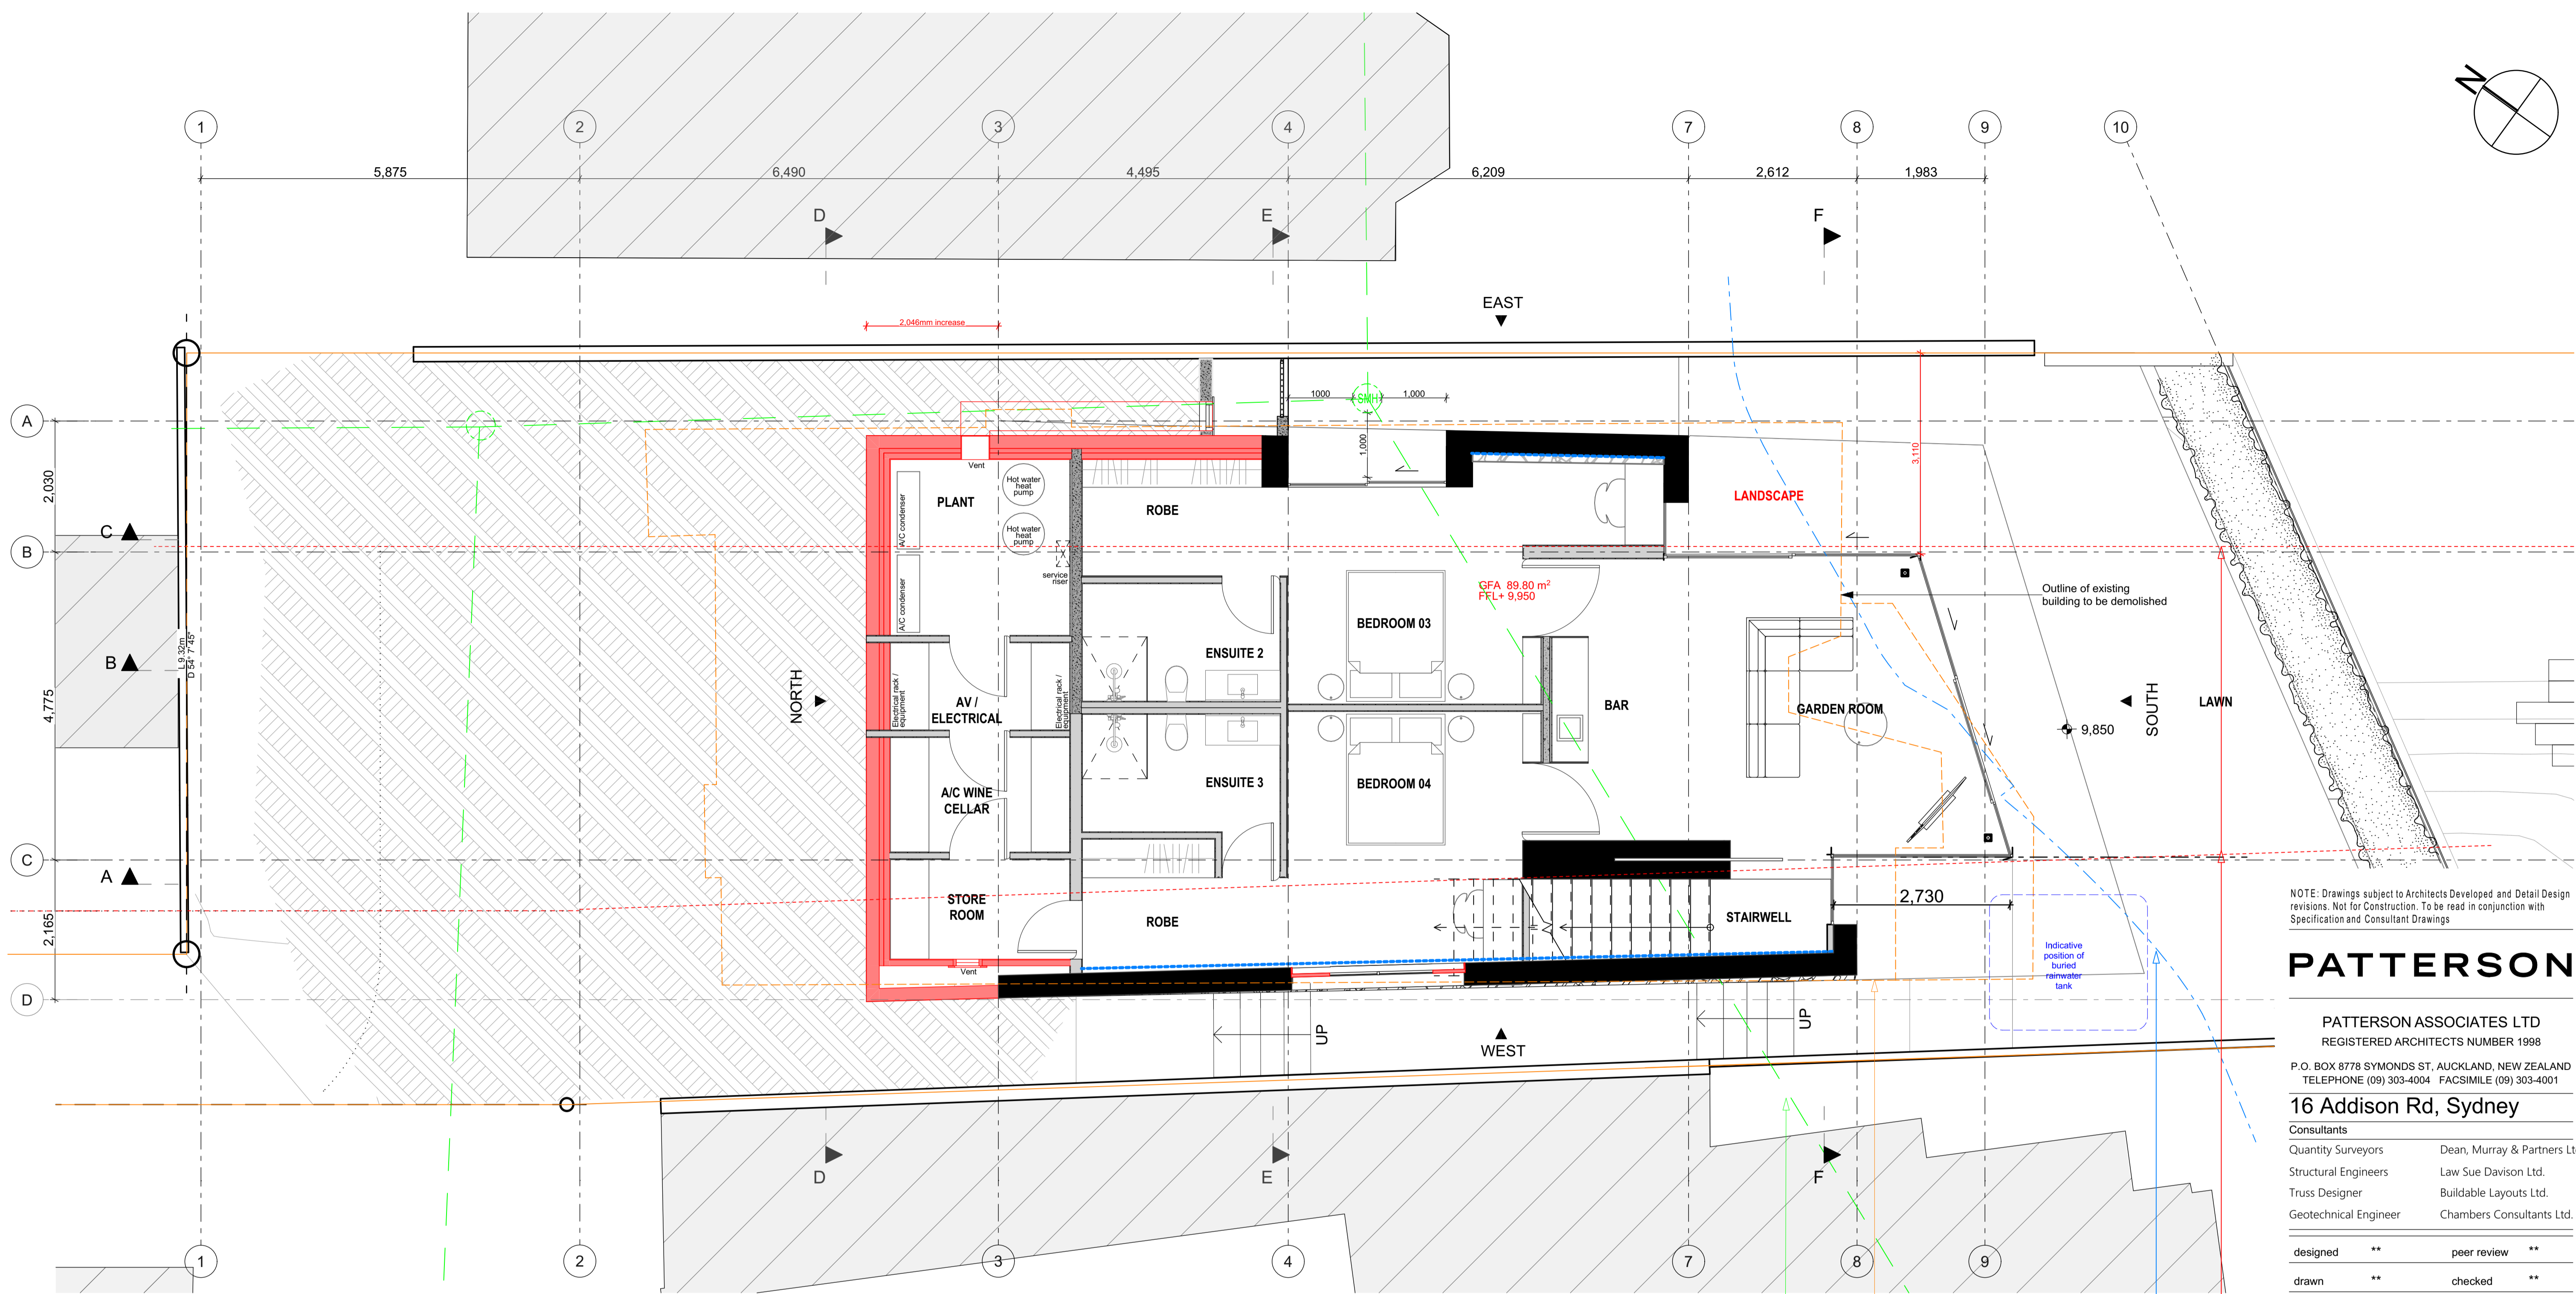 N
1
2
3
4
7
8
9
10
5,875
6,490
4,495
6,209
2,612
1,983
D
E
F
EAST
2,046mm increase
A
B
C
D
2,030
4,775
2,165
C
B
A
L 9.32m
D 54° 7' 45"
1000
SMH
1,000
1,000
3,110
Vent
PLANT
Hot water
heat
pump
Hot water
heat
pump
A/C condenser
A/C condenser
service
riser
ROBE
LANDSCAPE
GFA 89.80 m²
FFL+ 9,950
Outline of existing
building to be demolished
BEDROOM 03
ENSUITE 2
NORTH
Electrical rack /
equipment
AV /
ELECTRICAL
Electrical rack /
equipment
BAR
GARDEN ROOM
SOUTH
LAWN
9,850
ENSUITE 3
BEDROOM 04
A/C WINE
CELLAR
STORE
ROOM
ROBE
STAIRWELL
2,730
Vent
Indicative
position of
buried
rainwater
tank
UP
UP
WEST
D
E
F
1
2
3
4
7
8
9
NOTE: Drawings subject to Architects Developed and Detail Design
revisions. Not for Construction. To be read in conjunction with
Specification and Consultant Drawings
PATTERSON
PATTERSON ASSOCIATES LTD
REGISTERED ARCHITECTS NUMBER 1998
P.O. BOX 8778 SYMONDS ST, AUCKLAND, NEW ZEALAND
TELEPHONE (09) 303-4004 FACSIMILE (09) 303-4001
16 Addison Rd, Sydney
Consultants
Quantity Surveyors Dean, Murray & Partners Lt
Structural Engineers Law Sue Davison Ltd.
Truss Designer Buildable Layouts Ltd.
Geotechnical Engineer Chambers Consultants Ltd.
designed ** peer review **
drawn ** checked **